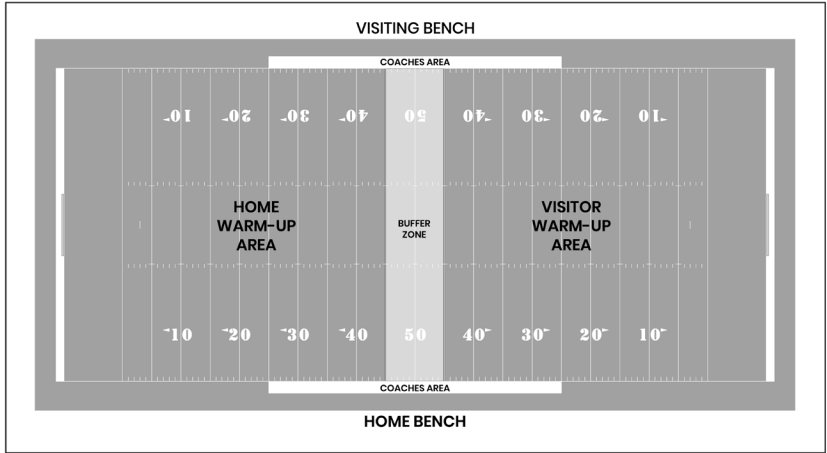 VISITING BENCH
COACHES AREA
10 20 30 40 50 40 30 20 10
HOME
WARM-UP
AREA
BUFFER
ZONE
VISITOR
WARM-UP
AREA
10 20 30 40 50 40 30 20 10
COACHES AREA
HOME BENCH